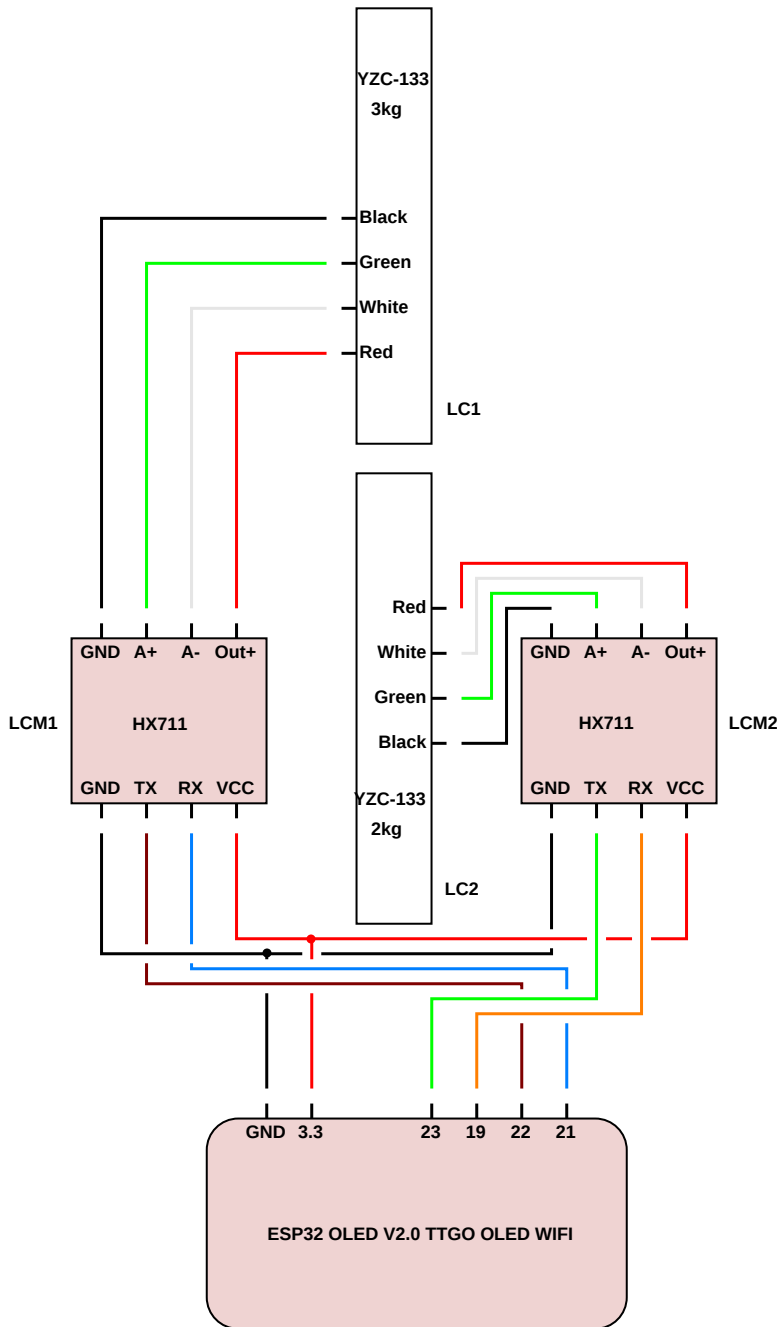 YZC-133
3kg
Black
Green
White
Red
LC1
Red
White
Green
Black
YZC-133
2kg
LC2
GND A+ A- Out+
LCM1
HX711
GND TX RX VCC
GND A+ A- Out+
HX711
LCM2
GND TX RX VCC
GND 3.3 23 19 22 21
ESP32 OLED V2.0 TTGO OLED WIFI